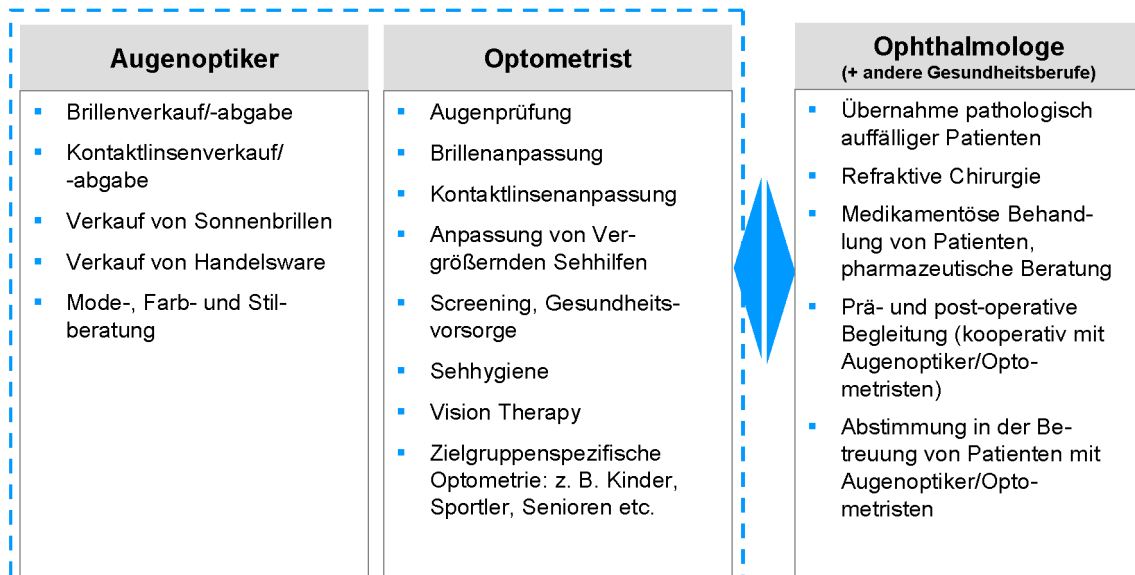 Augenoptiker
Brillenverkauf/-abgabe
Kontaktlinsenverkauf/
-abgabe
Verkauf von Sonnenbrillen
Verkauf von Handelsware
Mode-, Farb- und Stil-
beratung
Optometrist
Augenprüfung
Brillenanpassung
Kontaktlinsenanpassung
Anpassung von Ver-
größernden Sehhilfen
Screening, Gesundheits-
vorsorge
Sehhygiene
Vision Therapy
Zielgruppenspezifische
Optometrie: z. B. Kinder,
Sportler, Senioren etc.
Ophthalmologe
(+ andere Gesundheitsberufe)
Übernahme pathologisch
auffälliger Patienten
Refraktive Chirurgie
Medikamentöse Behand-
lung von Patienten,
pharmazeutische Beratung
Prä- und post-operative
Begleitung (kooperativ mit
Augenoptiker/Opto-
metristen)
Abstimmung in der Be-
treuung von Patienten mit
Augenoptiker/Opto-
metristen